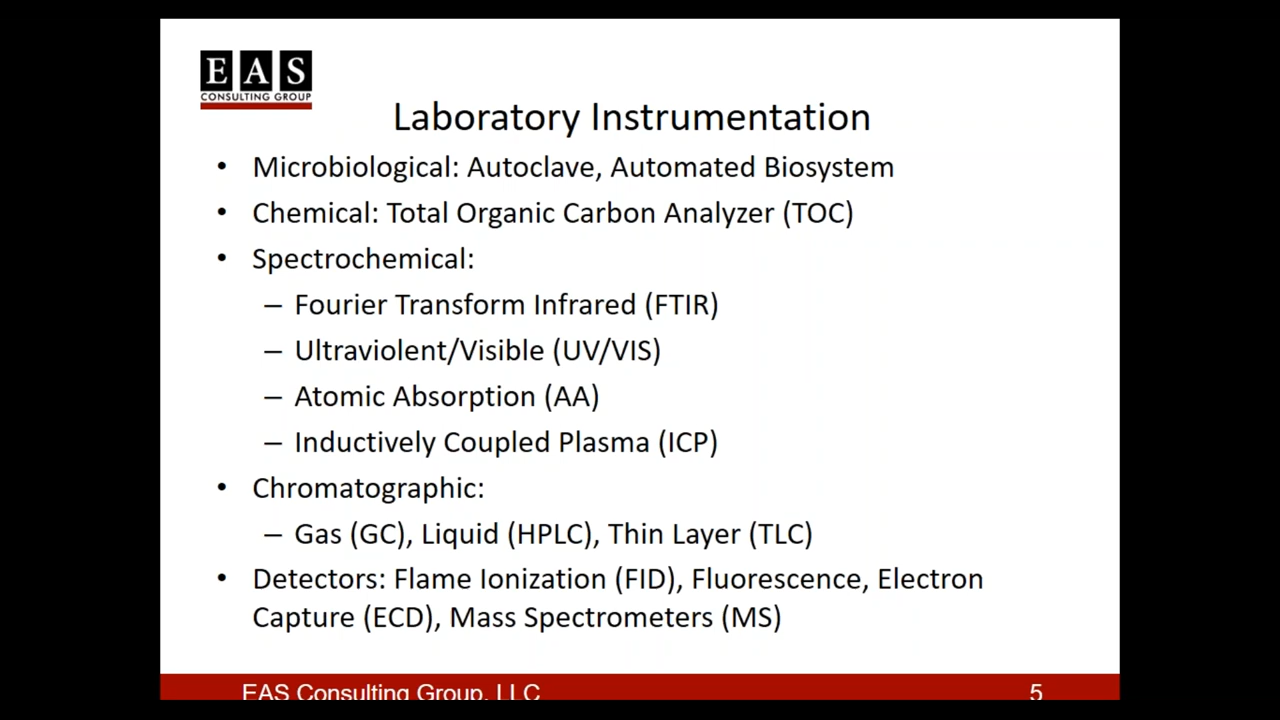 EAS
CONSULTING GROUP
Laboratory Instrumentation
• Microbiological: Autoclave, Automated Biosystem
• Chemical: Total Organic Carbon Analyzer (TOC)
• Spectrochemical:
– Fourier Transform Infrared (FTIR)
– Ultraviolent/Visible (UV/VIS)
– Atomic Absorption (AA)
– Inductively Coupled Plasma (ICP)
• Chromatographic:
– Gas (GC), Liquid (HPLC), Thin Layer (TLC)
• Detectors: Flame Ionization (FID), Fluorescence, Electron
Capture (ECD), Mass Spectrometers (MS)
EAS Consulting Group, LLC 5